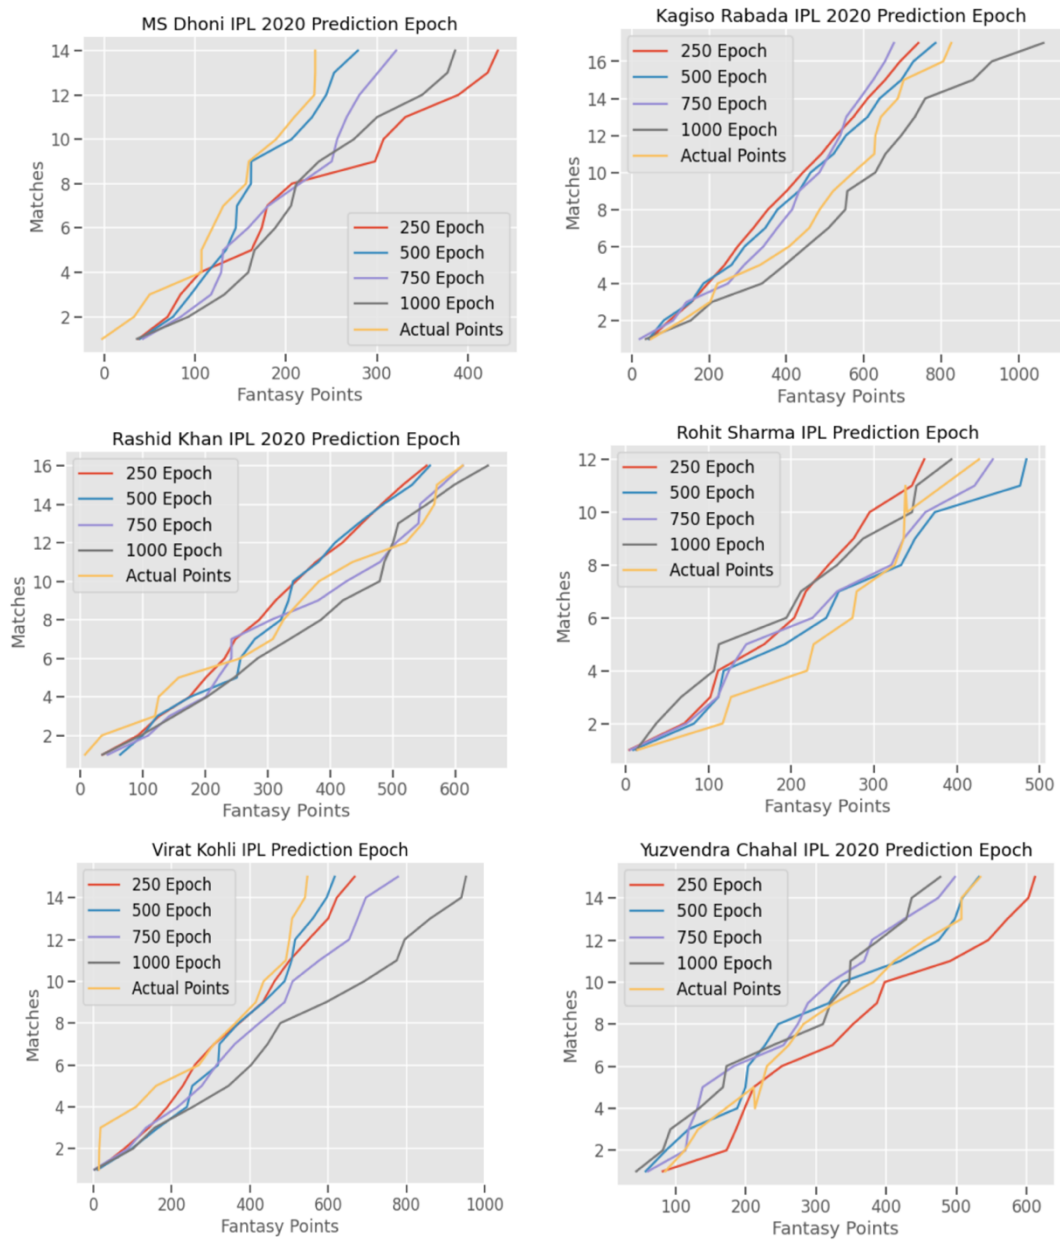 MS Dhoni IPL 2020 Prediction Epoch
14
12
10
8
6
4
2
Matches
250 Epoch
500 Epoch
750 Epoch
1000 Epoch
Actual Points
0 100 200 300 400
Fantasy Points
Kagiso Rabada IPL 2020 Prediction Epoch
16
14
12
10
8
6
4
2
Matches
250 Epoch
500 Epoch
750 Epoch
1000 Epoch
Actual Points
0 200 400 600 800 1000
Fantasy Points
Rashid Khan IPL 2020 Prediction Epoch
16
14
12
10
8
6
4
2
Matches
250 Epoch
500 Epoch
750 Epoch
1000 Epoch
Actual Points
0 100 200 300 400 500 600
Fantasy Points
Rohit Sharma IPL Prediction Epoch
12
10
8
6
4
2
Matches
250 Epoch
500 Epoch
750 Epoch
1000 Epoch
Actual Points
0 100 200 300 400 500
Fantasy Points
Virat Kohli IPL Prediction Epoch
14
12
10
8
6
4
2
Matches
250 Epoch
500 Epoch
750 Epoch
1000 Epoch
Actual Points
0 200 400 600 800 1000
Fantasy Points
Yuzvendra Chahal IPL 2020 Prediction Epoch
14
12
10
8
6
4
2
Matches
250 Epoch
500 Epoch
750 Epoch
1000 Epoch
Actual Points
100 200 300 400 500 600
Fantasy Points